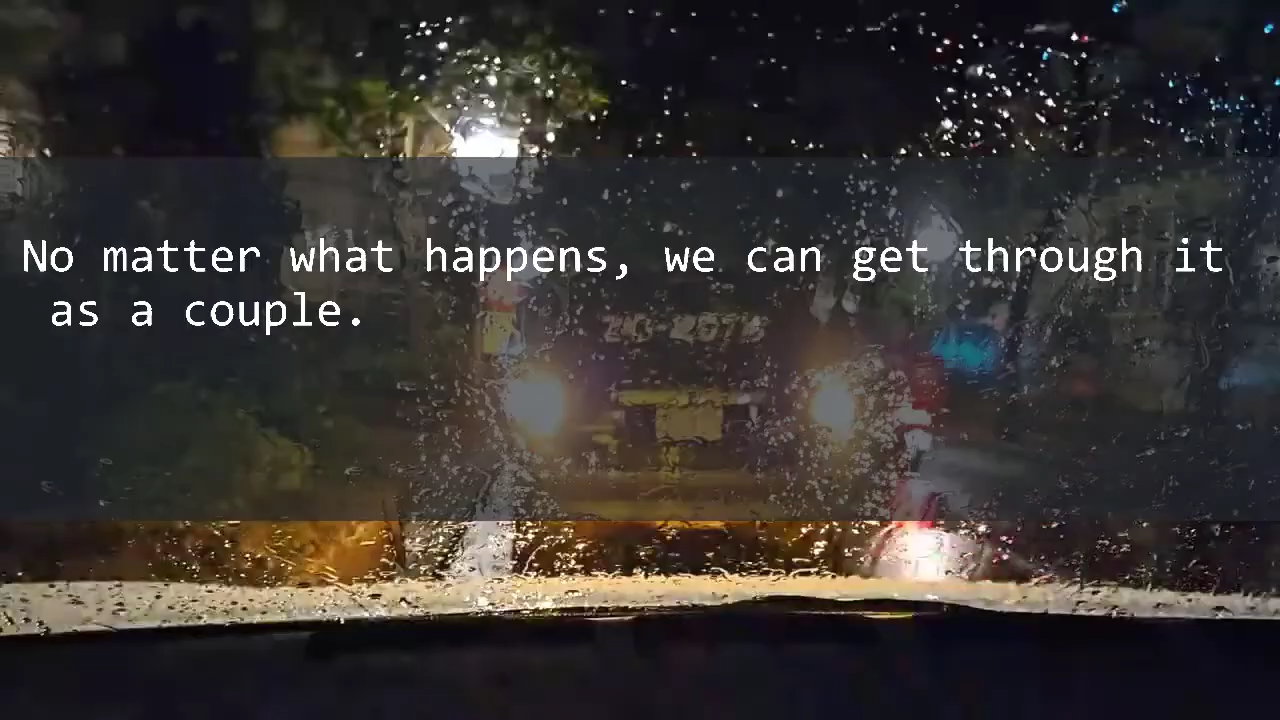 No matter what happens, we can get through it
as a couple.